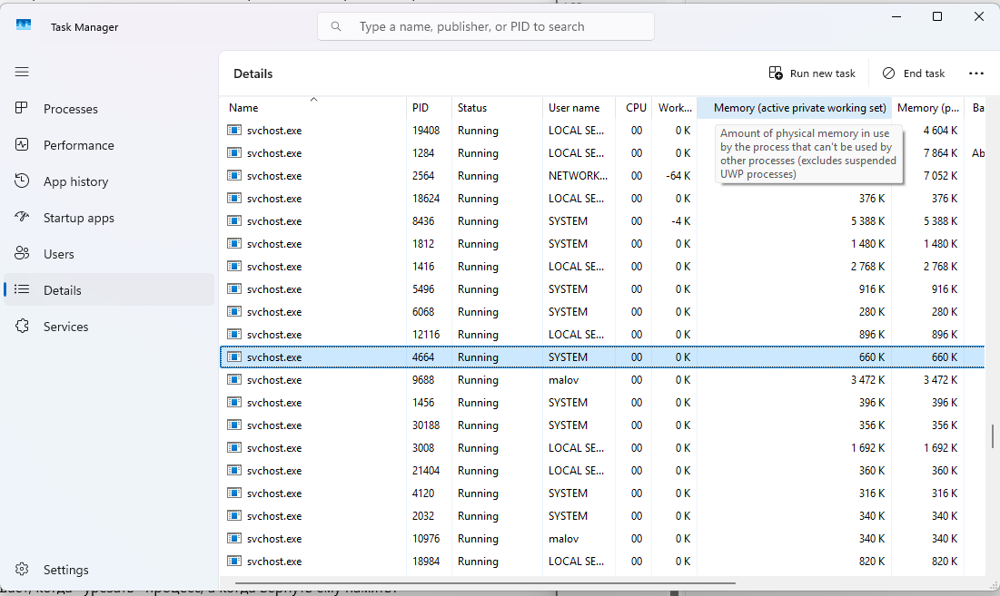 Task Manager
Type a name, publisher, or PID to search
Processes
Performance
App history
Startup apps
Users
Details
Services
Settings
Details
Run new task
End task
Name PID Status User name CPU Work... Memory (active private working set) Memory (p... Ba
Amount of physical memory in use
by the process that can't be used by
other processes (excludes suspended
UWP processes)
svchost.exe 19408 Running LOCAL SE... 00 0 K 4 604 K
svchost.exe 1284 Running LOCAL SE... 00 0 K 7 864 K Ab
svchost.exe 2564 Running NETWORK... 00 -64 K 7 052 K
svchost.exe 18624 Running LOCAL SE... 00 0 K 376 K 376 K
svchost.exe 8436 Running SYSTEM 00 -4 K 5 388 K 5 388 K
svchost.exe 1812 Running SYSTEM 00 0 K 1 480 K 1 480 K
svchost.exe 1416 Running LOCAL SE... 00 0 K 2 768 K 2 768 K
svchost.exe 5496 Running SYSTEM 00 0 K 916 K 916 K
svchost.exe 6068 Running SYSTEM 00 0 K 280 K 280 K
svchost.exe 12116 Running LOCAL SE... 00 0 K 896 K 896 K
svchost.exe 4664 Running SYSTEM 00 0 K 660 K 660 K
svchost.exe 9688 Running malov 00 0 K 3 472 K 3 472 K
svchost.exe 1456 Running SYSTEM 00 0 K 396 K 396 K
svchost.exe 30188 Running SYSTEM 00 0 K 356 K 356 K
svchost.exe 3008 Running LOCAL SE... 00 0 K 1 692 K 1 692 K
svchost.exe 21404 Running LOCAL SE... 00 0 K 360 K 360 K
svchost.exe 4120 Running SYSTEM 00 0 K 316 K 316 K
svchost.exe 2032 Running SYSTEM 00 0 K 340 K 340 K
svchost.exe 10976 Running malov 00 0 K 340 K 340 K
svchost.exe 18984 Running LOCAL SE... 00 0 K 820 K 820 K